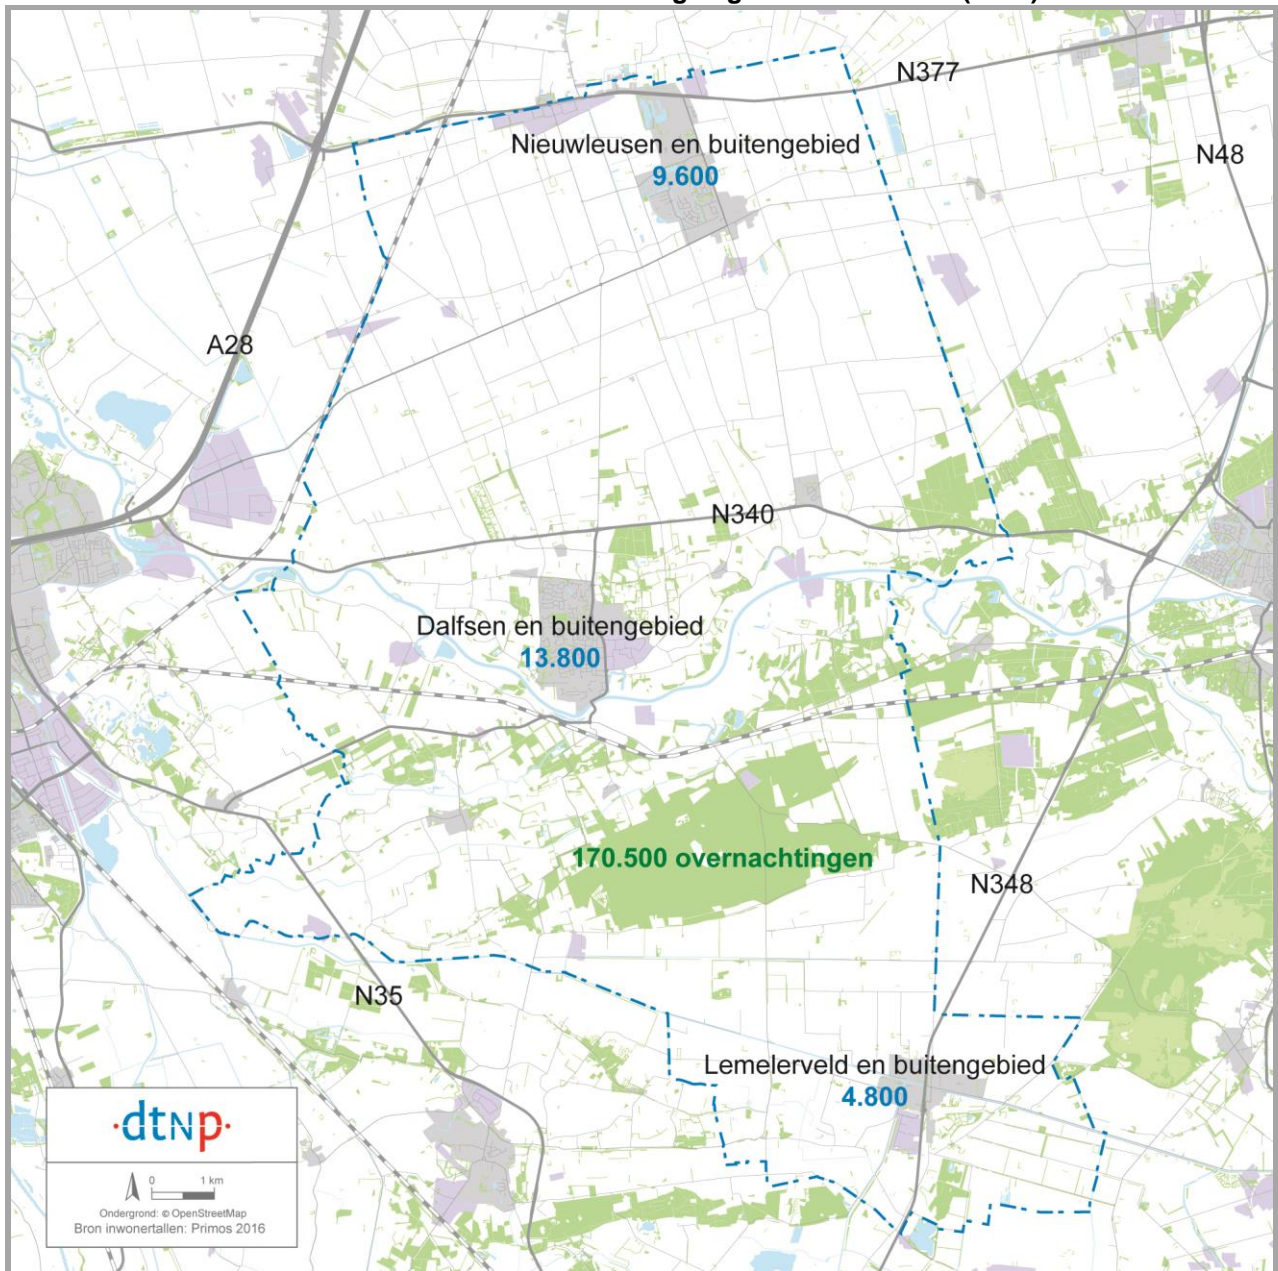 N377
Nieuwleusen en buitengebied
9.600
N48
A28
N340
Dalfsen en buitengebied
13.800
170.500 overnachtingen
N348
N35
Lemelerveld en buitengebied
4.800
·dtNp·
0 1 km
Ondergrond: © OpenStreetMap
Bron inwonertallen: Primos 2016